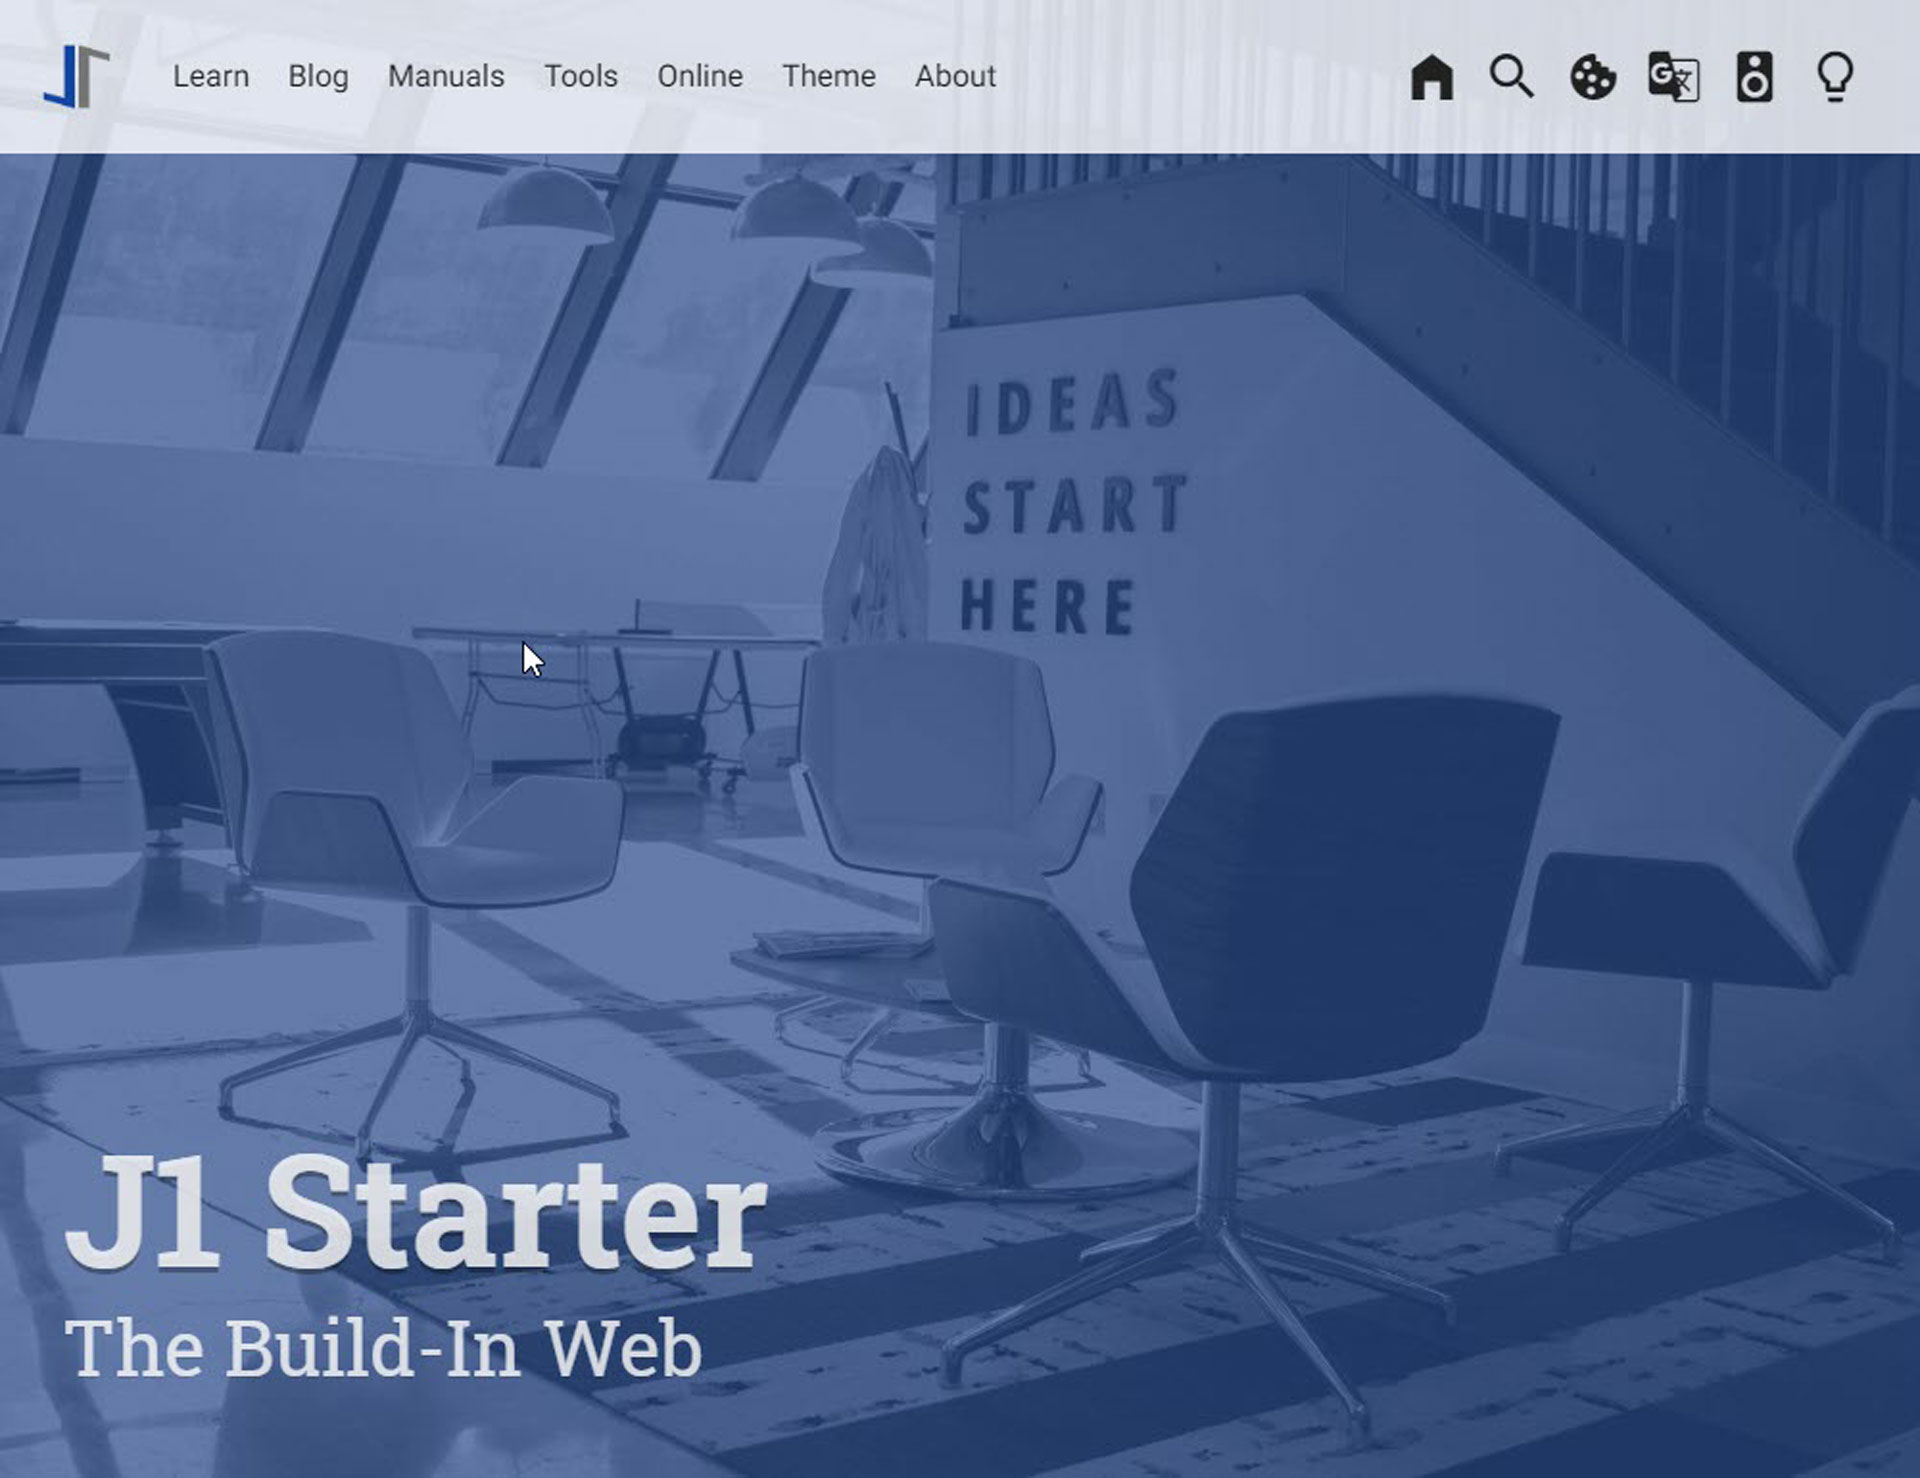 Learn Blog Manuals Tools Online Theme About
IDEAS
START
HERE
J1 Starter
The Build-In Web